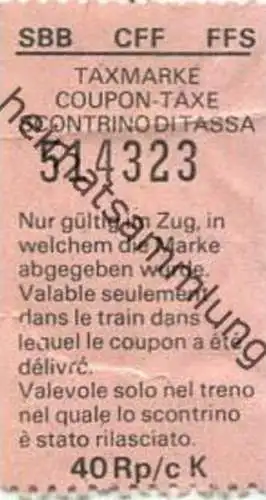 SBB CFF FFS
TAXMARKE
COUPON-TAXE
SCONTRINO DI TASSA
514323
Nur gültig im Zug, in
welchem die Marke
abgegeben wurde.
Valable seulement
dans le train dans
lequel le coupon a été
délivré.
Valevole solo nel treno
nel quale lo scontrino
è stato rilasciato.
40 Rp/c K
heimatsammlung